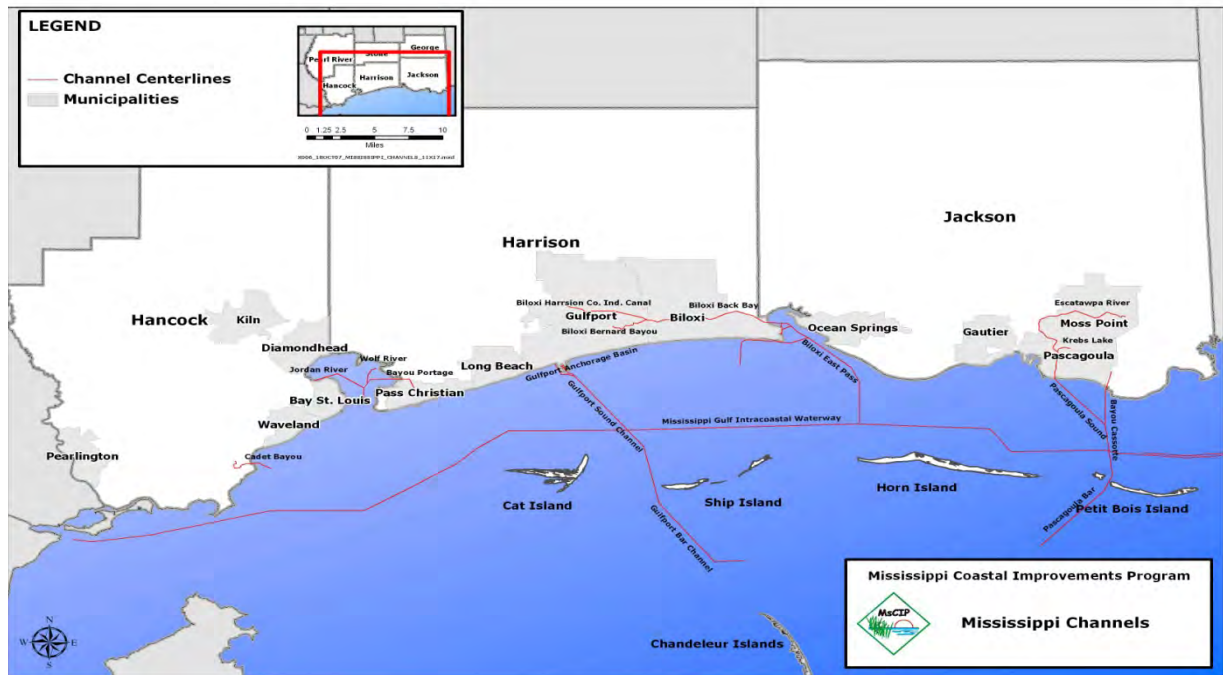 LEGEND
Channel Centerlines
Municipalities
George
Pearl River
Stone
Hancock
Harrison
Jackson
0 1.25 2.5 5 7.5 10
Miles
Jackson
Harrison
Hancock
Kiln
Diamondhead
Wolf River
Jordan River
Bayou Portage
Bay St. Louis
Pass Christian
Waveland
Pearlington
Cadet Bayou
Long Beach
Biloxi Harrsion Co. Ind. Canal
Gulfport
Biloxi Bernard Bayou
Biloxi
Biloxi Back Bay
Ocean Springs
Biloxi East Pass
Gulfport Anchorage Basin
Gulfport Sound Channel
Mississippi Gulf Intracoastal Waterway
Gulfport Bar Channel
Gautier
Escatawpa River
Moss Point
Krebs Lake
Pascagoula
Pascagoula Sound
Bayou Cassotte
Pascagoula Bar
Cat Island
Ship Island
Horn Island
Petit Bois Island
Chandeleur Islands
N
W E
S
Mississippi Coastal Improvements Program
MsCIP
Mississippi Channels